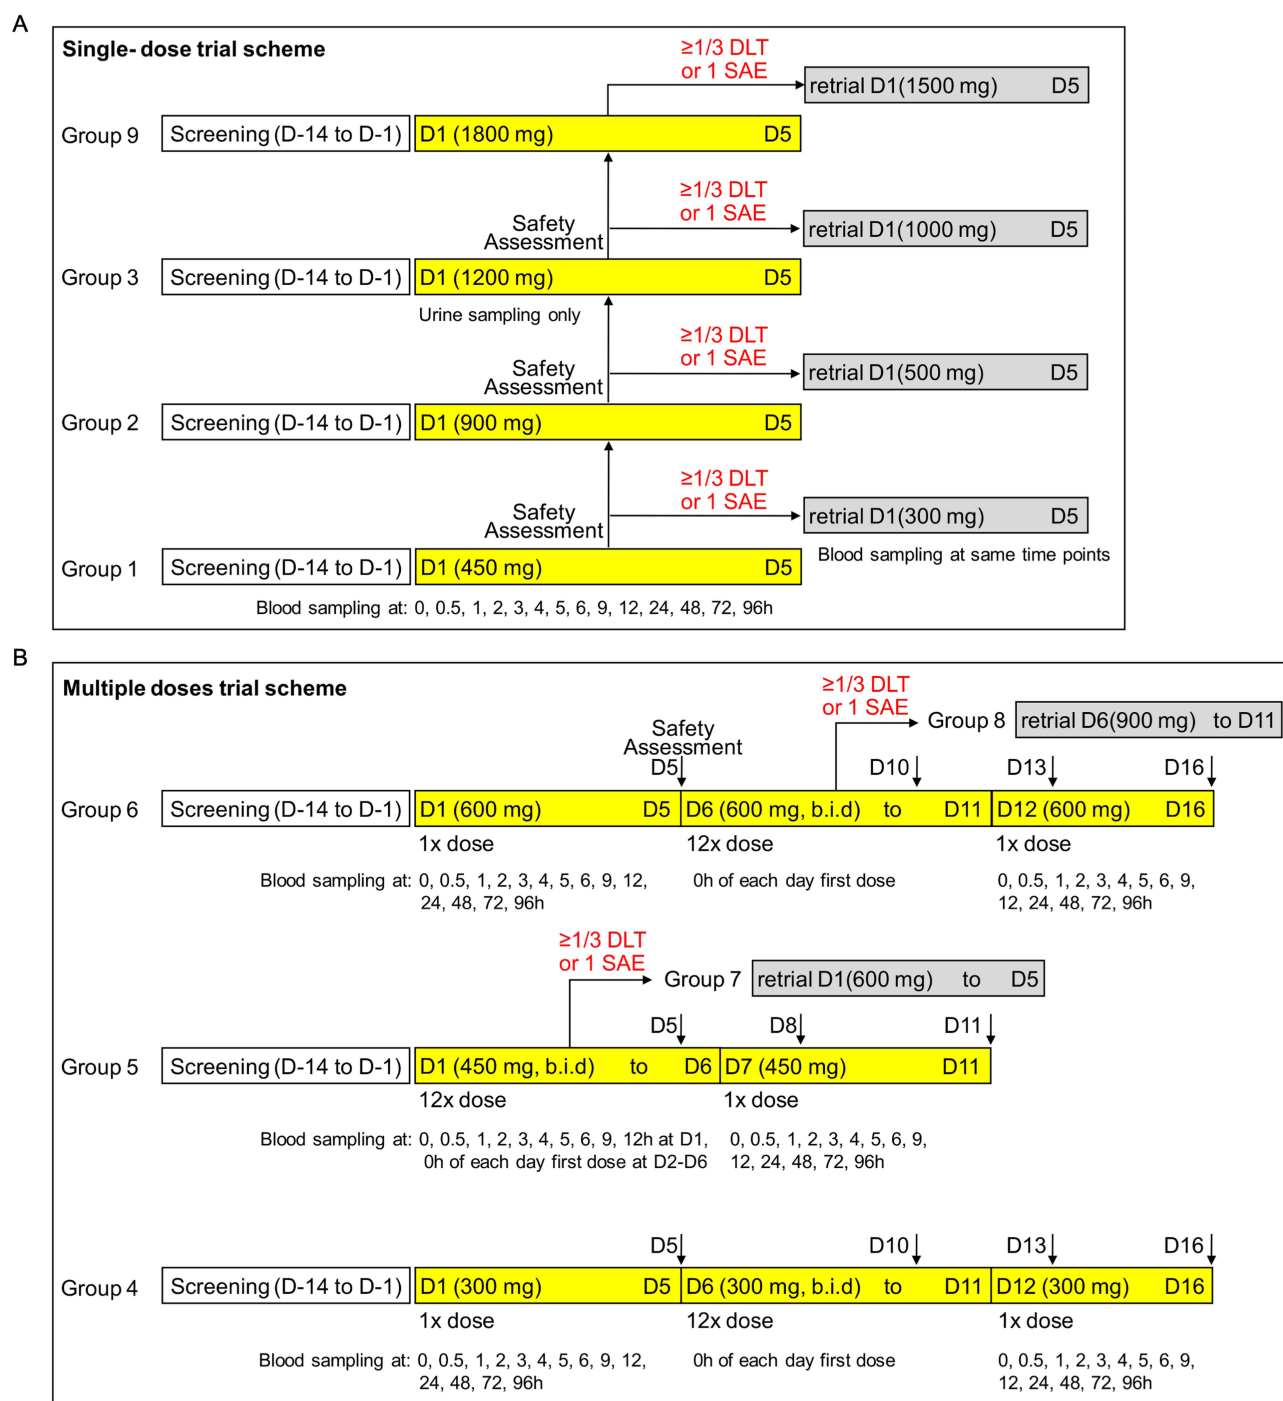 A
Single- dose trial scheme
≥1/3 DLT
or 1 SAE
retrial D1(1500 mg) D5
Group 9 Screening (D-14 to D-1) D1 (1800 mg) D5
≥1/3 DLT
or 1 SAE
Safety
Assessment
retrial D1(1000 mg) D5
Group 3 Screening (D-14 to D-1) D1 (1200 mg) D5
Urine sampling only
≥1/3 DLT
or 1 SAE
Safety
Assessment
retrial D1(500 mg) D5
Group 2 Screening (D-14 to D-1) D1 (900 mg) D5
≥1/3 DLT
or 1 SAE
Safety
Assessment
retrial D1(300 mg) D5
Blood sampling at same time points
Group 1 Screening (D-14 to D-1) D1 (450 mg) D5
Blood sampling at: 0, 0.5, 1, 2, 3, 4, 5, 6, 9, 12, 24, 48, 72, 96h
B
Multiple doses trial scheme
≥1/3 DLT
or 1 SAE
Group 8 retrial D6(900 mg) to D11
Safety
Assessment
D5 D10 D13 D16
Group 6 Screening (D-14 to D-1) D1 (600 mg) D5 D6 (600 mg, b.i.d) to D11 D12 (600 mg) D16
1x dose 12x dose 1x dose
Blood sampling at: 0, 0.5, 1, 2, 3, 4, 5, 6, 9, 12, 0h of each day first dose 0, 0.5, 1, 2, 3, 4, 5, 6, 9,
24, 48, 72, 96h 12, 24, 48, 72, 96h
≥1/3 DLT
or 1 SAE
Group 7 retrial D1(600 mg) to D5
D5 D8 D11
Group 5 Screening (D-14 to D-1) D1 (450 mg, b.i.d) to D6 D7 (450 mg) D11
12x dose 1x dose
Blood sampling at: 0, 0.5, 1, 2, 3, 4, 5, 6, 9, 12h at D1, 0, 0.5, 1, 2, 3, 4, 5, 6, 9,
0h of each day first dose at D2-D6 12, 24, 48, 72, 96h
D5 D10 D13 D16
Group 4 Screening (D-14 to D-1) D1 (300 mg) D5 D6 (300 mg, b.i.d) to D11 D12 (300 mg) D16
1x dose 12x dose 1x dose
Blood sampling at: 0, 0.5, 1, 2, 3, 4, 5, 6, 9, 12, 0h of each day first dose 0, 0.5, 1, 2, 3, 4, 5, 6, 9,
24, 48, 72, 96h 12, 24, 48, 72, 96h